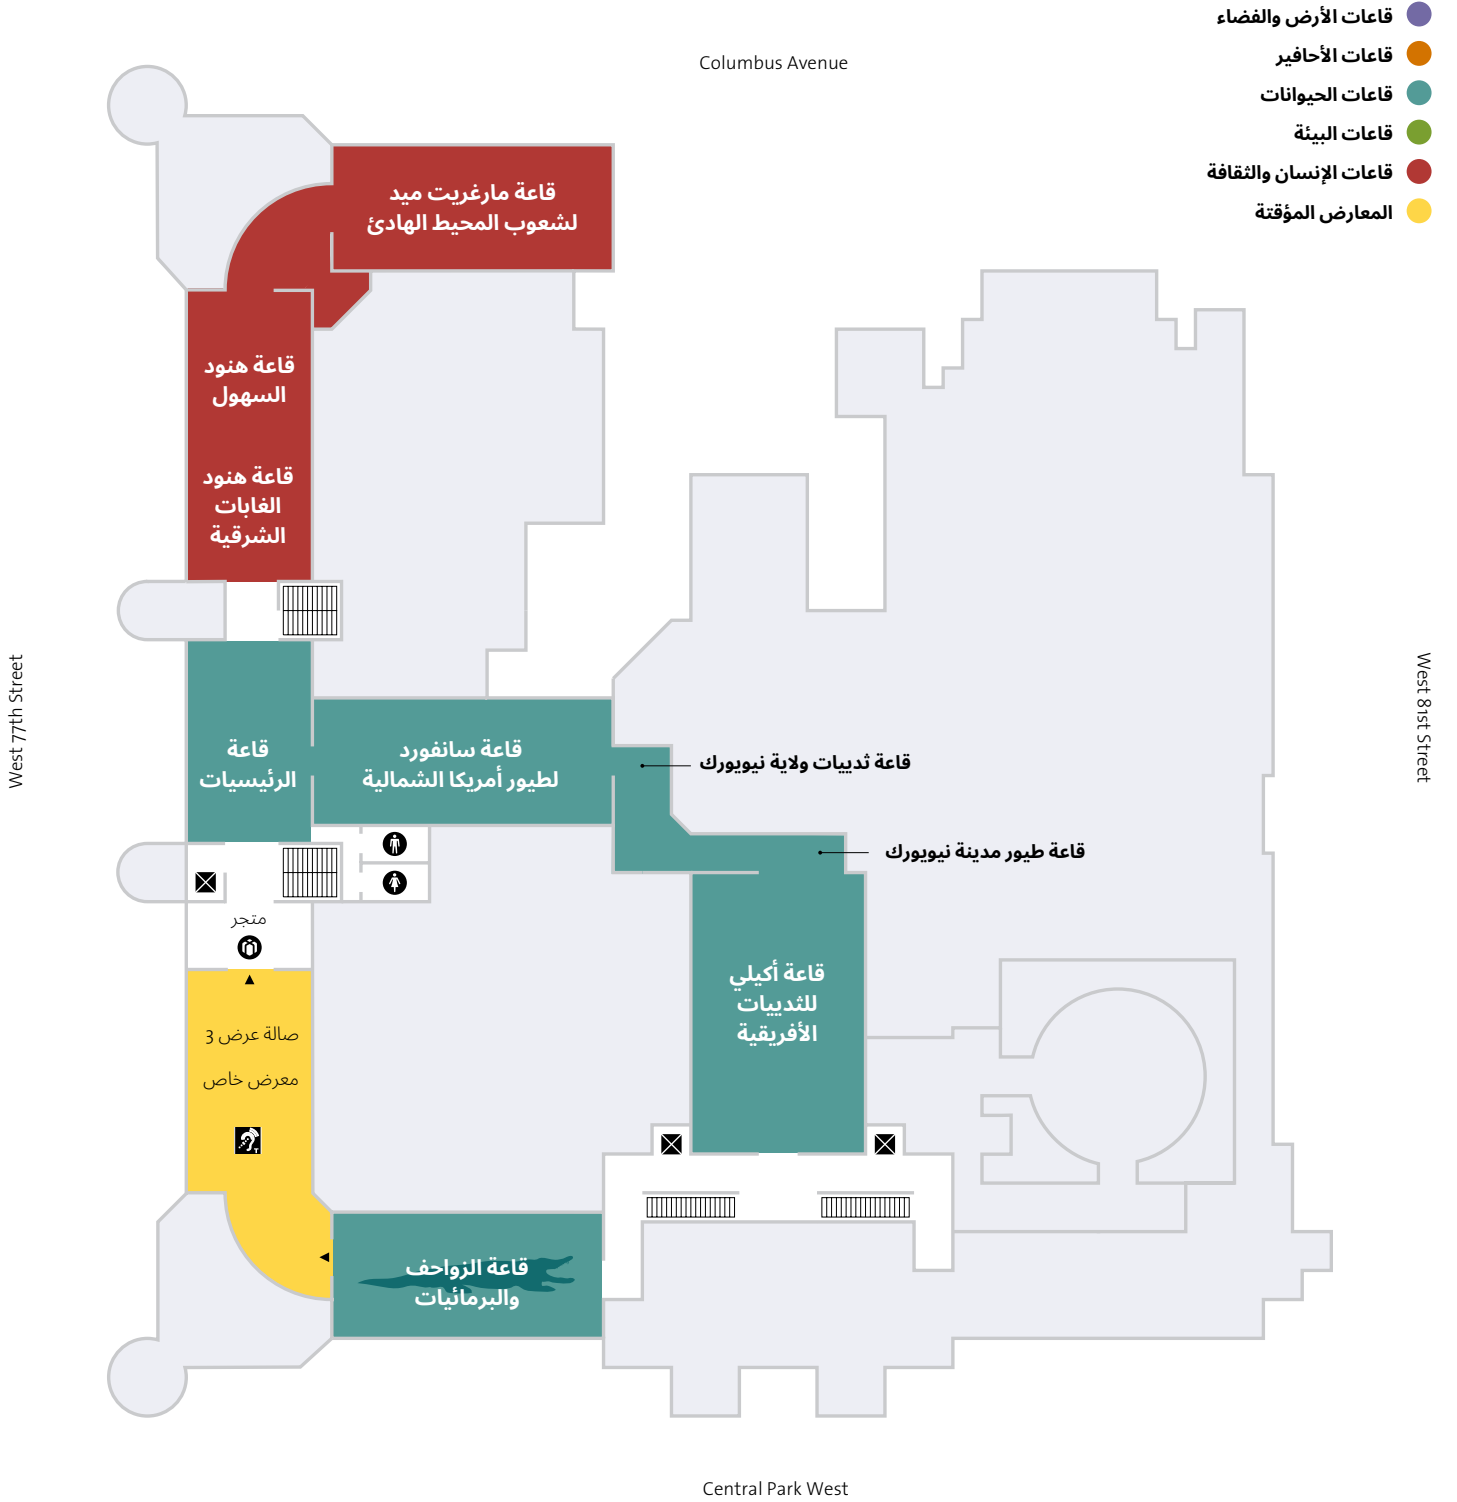 قاعات الأرض والفضاء
قاعات الأحافير
قاعات الحيوانات
قاعات البيئة
قاعات الإنسان والثقافة
المعارض المؤقتة
Columbus Avenue
قاعة مارغريت ميد
لشعوب المحيط الهادئ
قاعة هنود
السهول
قاعة هنود
الغابات
الشرقية
West 77th Street
West 81st Street
قاعة
الرئيسيات
قاعة سانفورد
لطيور أمريكا الشمالية
قاعة ثدييات ولاية نيويورك
قاعة طيور مدينة نيويورك
متجر
قاعة أكيلي
للثدييات
الأفريقية
صالة عرض 3
معرض خاص
T
قاعة الزواحف
والبرمائيات
Central Park West